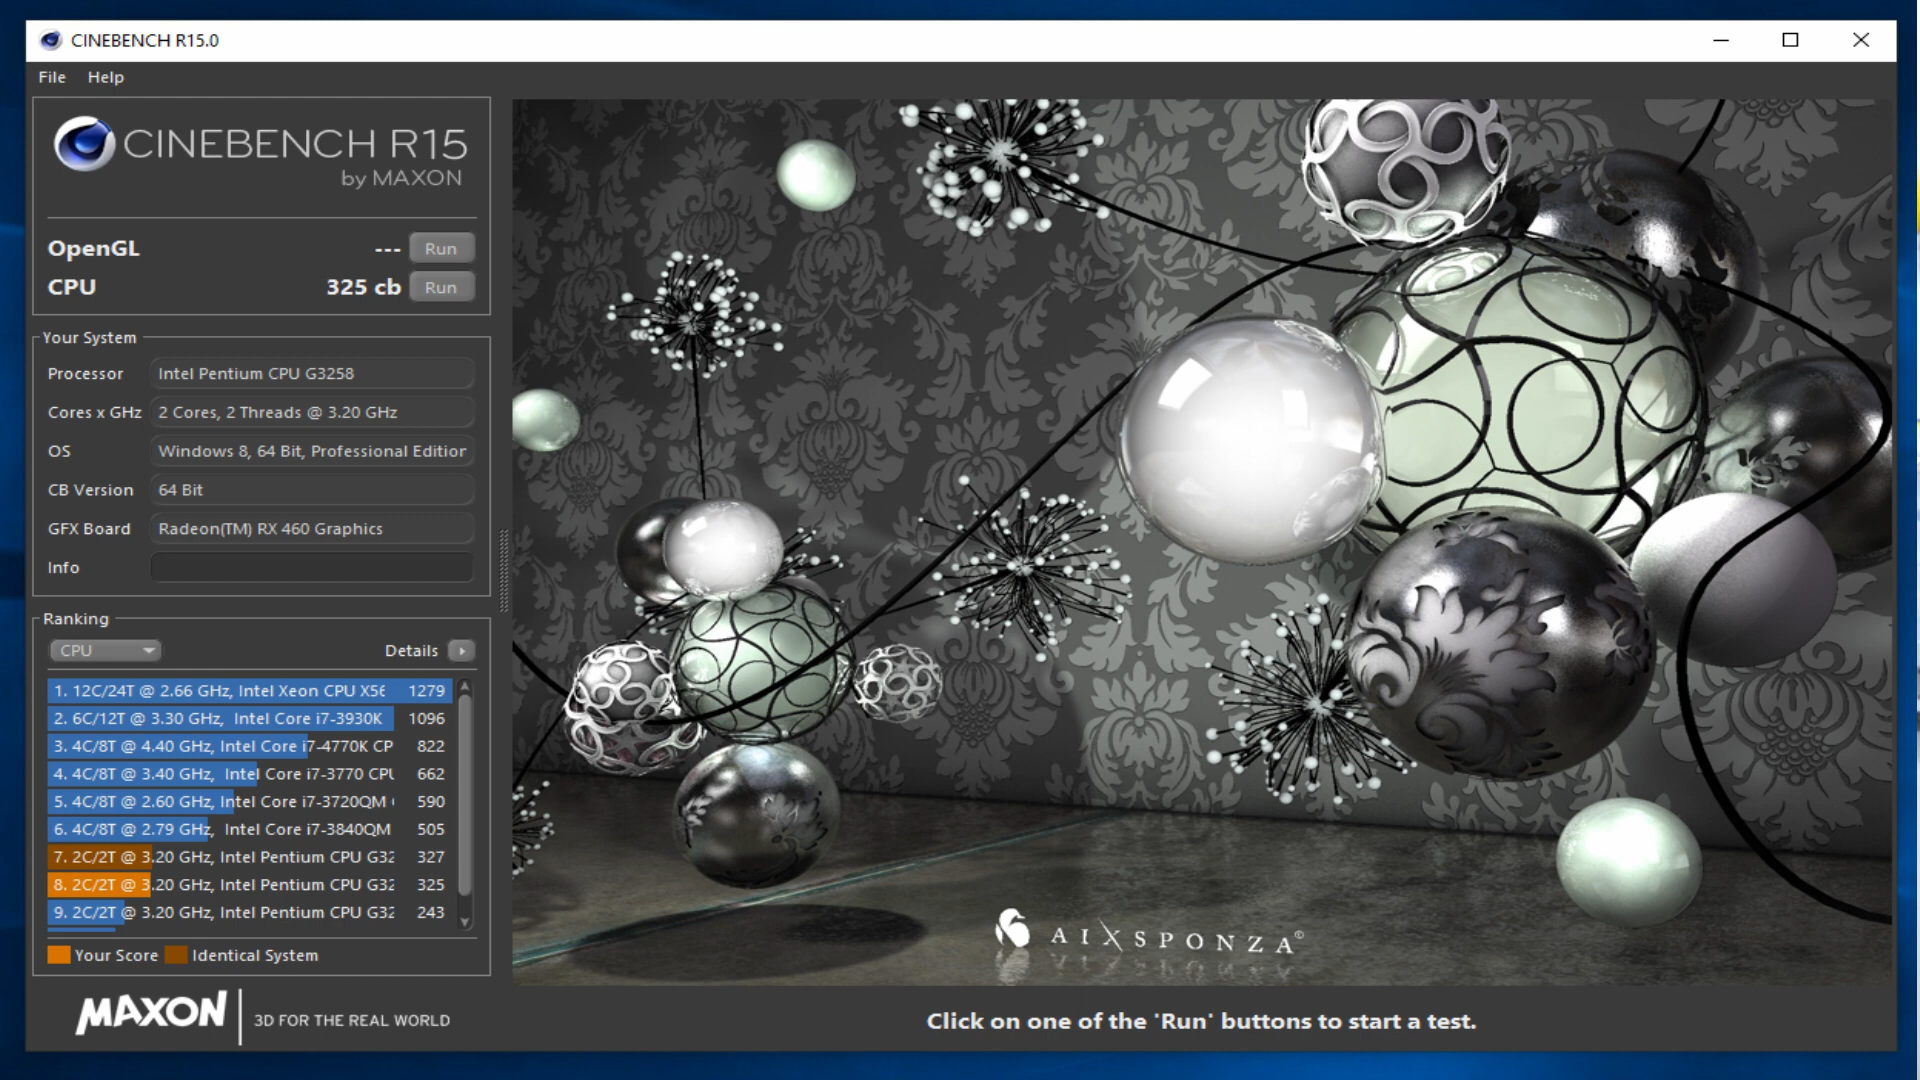 CINEBENCH R15.0
File Help
CINEBENCH R15
by MAXON
OpenGL --- Run
CPU 325 cb Run
Your System
Processor Intel Pentium CPU G3258
Cores x GHz 2 Cores, 2 Threads @ 3.20 GHz
OS Windows 8, 64 Bit, Professional Edition
CB Version 64 Bit
GFX Board Radeon(TM) RX 460 Graphics
Info
Ranking
CPU Details
1. 12C/24T @ 2.66 GHz, Intel Xeon CPU X56 1279
2. 6C/12T @ 3.30 GHz, Intel Core i7-3930K 1096
3. 4C/8T @ 4.40 GHz, Intel Core i7-4770K CP 822
4. 4C/8T @ 3.40 GHz, Intel Core i7-3770 CPU 662
5. 4C/8T @ 2.60 GHz, Intel Core i7-3720QM 590
6. 4C/8T @ 2.79 GHz, Intel Core i7-3840QM 505
7. 2C/2T @ 3.20 GHz, Intel Pentium CPU G32 327
8. 2C/2T @ 3.20 GHz, Intel Pentium CPU G32 325
9. 2C/2T @ 3.20 GHz, Intel Pentium CPU G32 243
Your Score Identical System
MAXON 3D FOR THE REAL WORLD
AIXSPONZA©
Click on one of the 'Run' buttons to start a test.